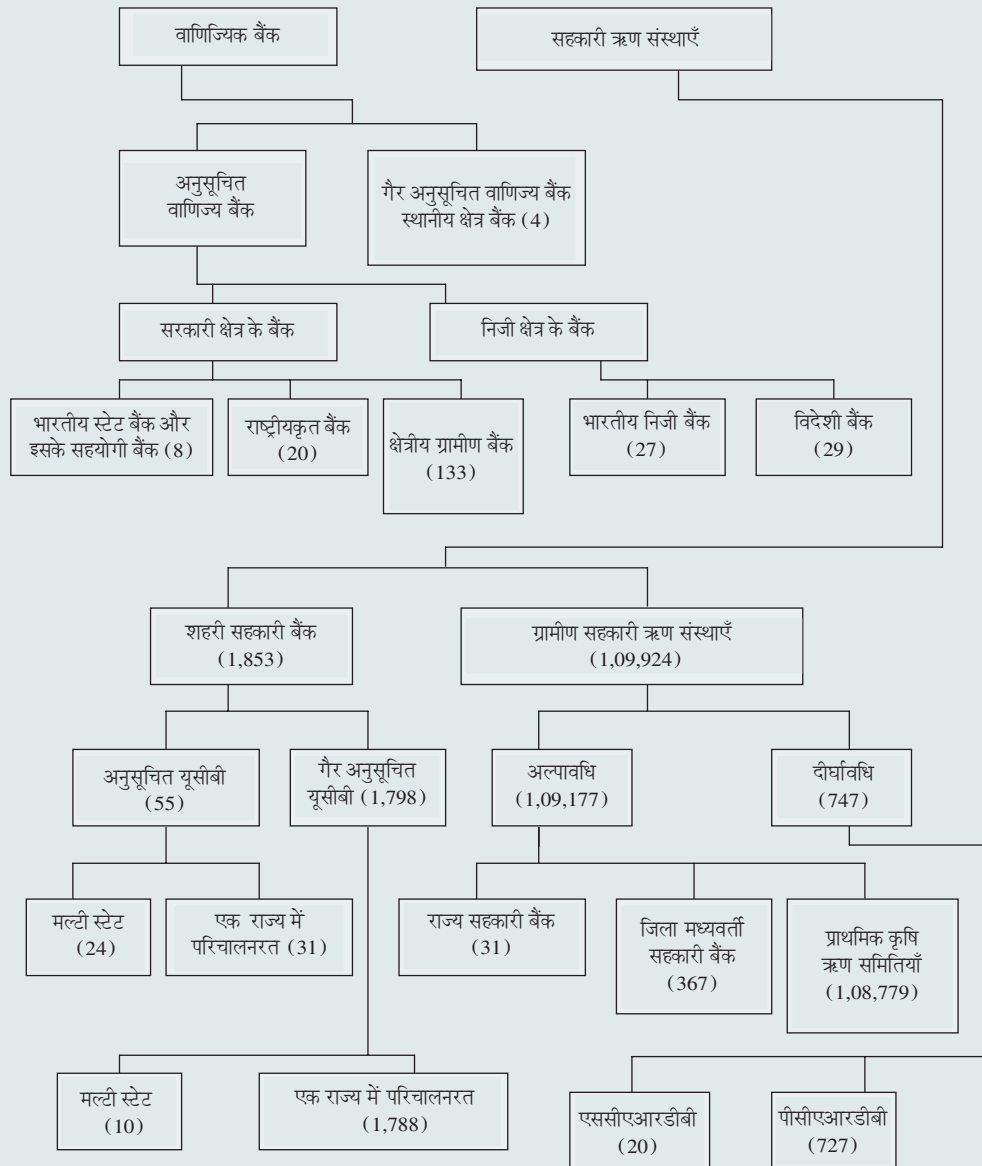 वाणिज्यिक बैंक
सहकारी ऋण संस्थाएँ
अनुसूचित
वाणिज्य बैंक
गैर अनुसूचित वाणिज्य बैंक
स्थानीय क्षेत्र बैंक (4)
सरकारी क्षेत्र के बैंक
निजी क्षेत्र के बैंक
भारतीय स्टेट बैंक और
इसके सहयोगी बैंक (8)
राष्ट्रीयकृत बैंक
(20)
क्षेत्रीय ग्रामीण बैंक
(133)
भारतीय निजी बैंक
(27)
विदेशी बैंक
(29)
शहरी सहकारी बैंक
(1,853)
ग्रामीण सहकारी ऋण संस्थाएँ
(1,09,924)
अनुसूचित यूसीबी
(55)
गैर अनुसूचित
यूसीबी (1,798)
अल्पावधि
(1,09,177)
दीर्घावधि
(747)
मल्टी स्टेट
(24)
एक राज्य में
परिचालनरत (31)
राज्य सहकारी बैंक
(31)
जिला मध्यवर्ती
सहकारी बैंक
(367)
प्राथमिक कृषि
ऋण समितियाँ
(1,08,779)
मल्टी स्टेट
(10)
एक राज्य में परिचालनरत
(1,788)
एससीएआरडीबी
(20)
पीसीएआरडीबी
(727)